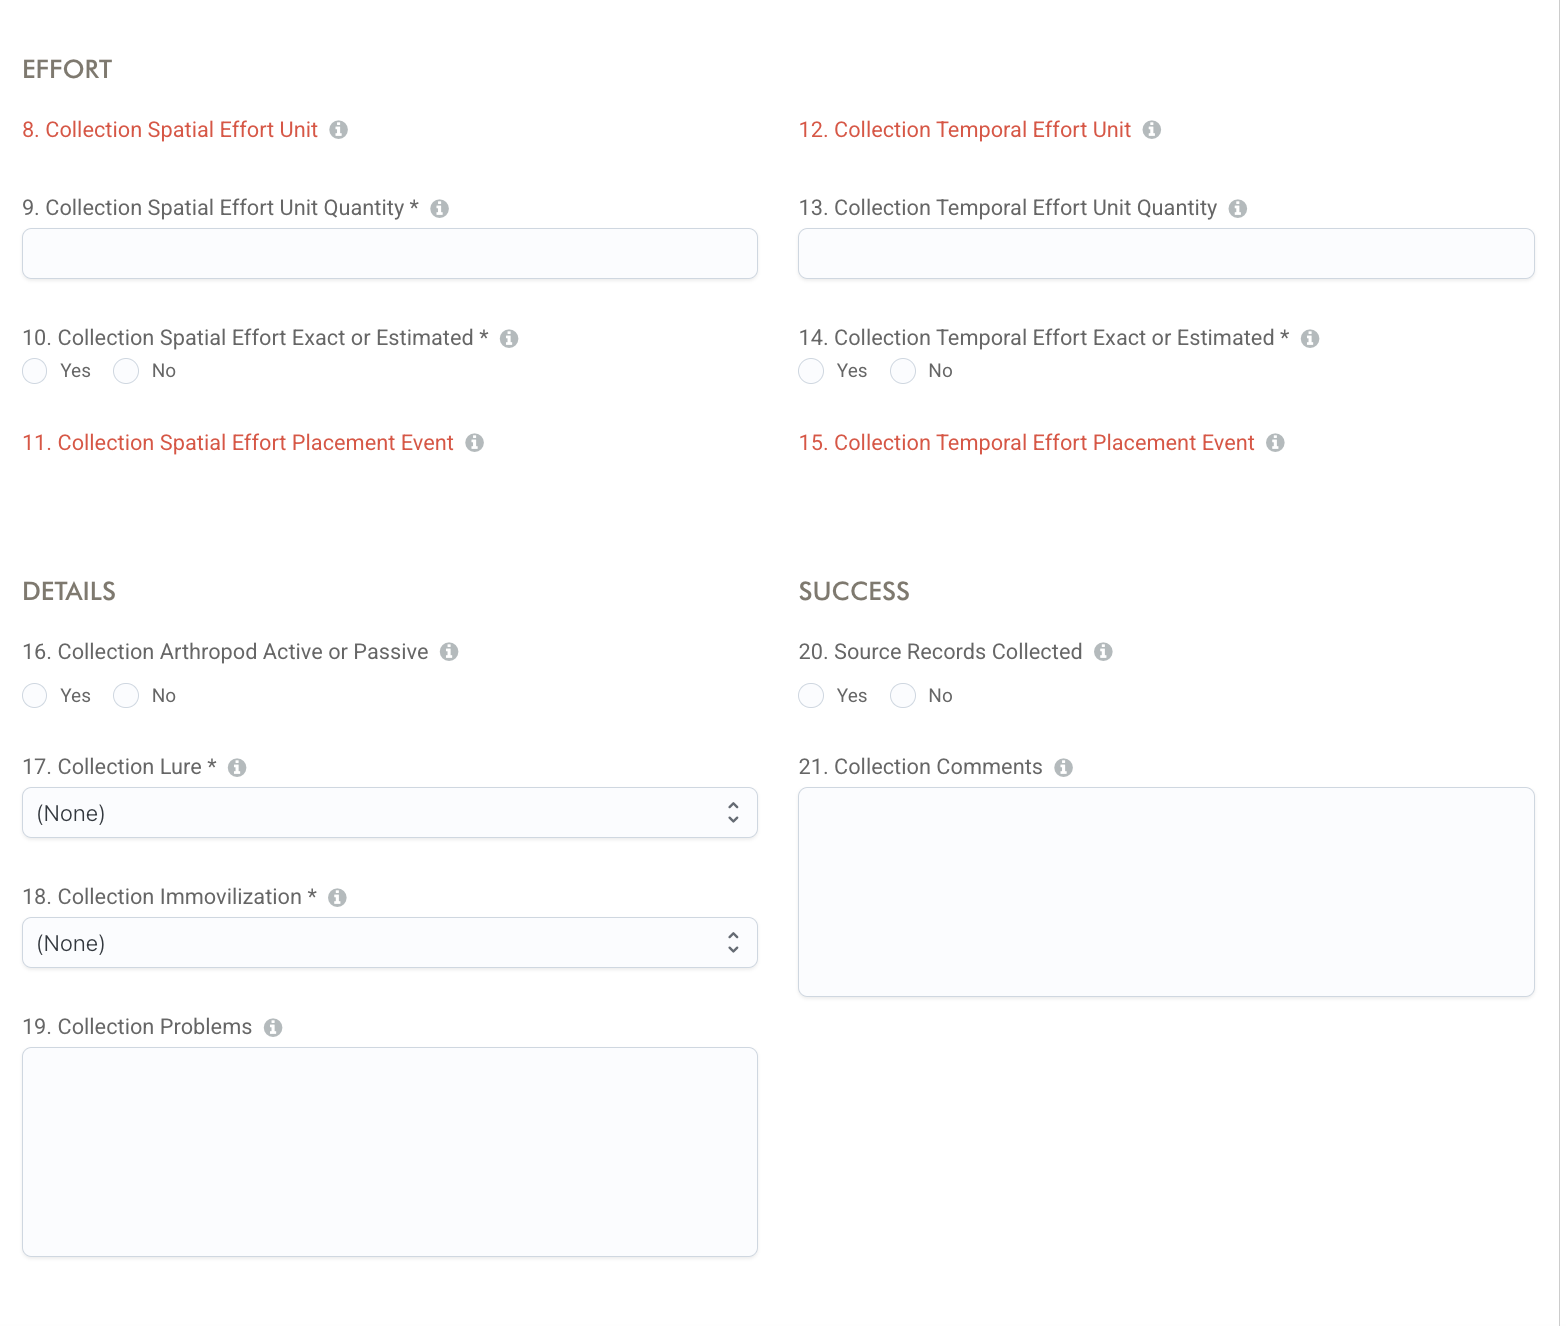 EFFORT
8. Collection Spatial Effort Unit
9. Collection Spatial Effort Unit Quantity *
10. Collection Spatial Effort Exact or Estimated *
Yes No
11. Collection Spatial Effort Placement Event
12. Collection Temporal Effort Unit
13. Collection Temporal Effort Unit Quantity
14. Collection Temporal Effort Exact or Estimated *
Yes No
15. Collection Temporal Effort Placement Event
DETAILS
16. Collection Arthropod Active or Passive
Yes No
17. Collection Lure *
(None)
18. Collection Immovilization *
(None)
19. Collection Problems
SUCCESS
20. Source Records Collected
Yes No
21. Collection Comments